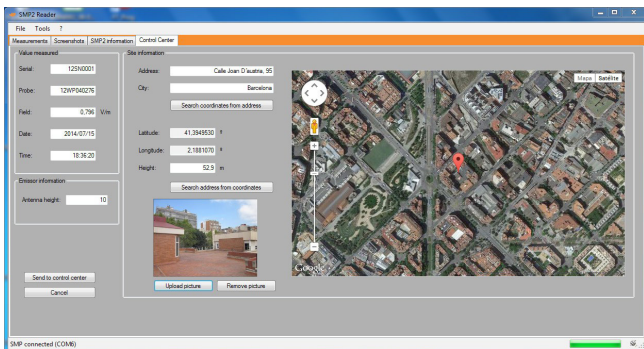 SMP2 Reader
File Tools ?
Measurements Screenshots SMP2 information Control Center
Value measured
Serial: 12SN0001
Probe: 12WP040276
Field: 0,796 V/m
Date: 2014/07/15
Time: 18:36:20
Emissor information
Antenna height: 10
Send to control center
Cancel
Site information
Address: Calle Joan D'austria, 95
City: Barcelona
Search coordinates from address
Latitude: 41,3949530 º
Longitude: 2,1881070 º
Height: 52.9 m
Search address from coordinates
Upload picture Remove picture
Mapa Satélite
Google
SMP connected (COM6)